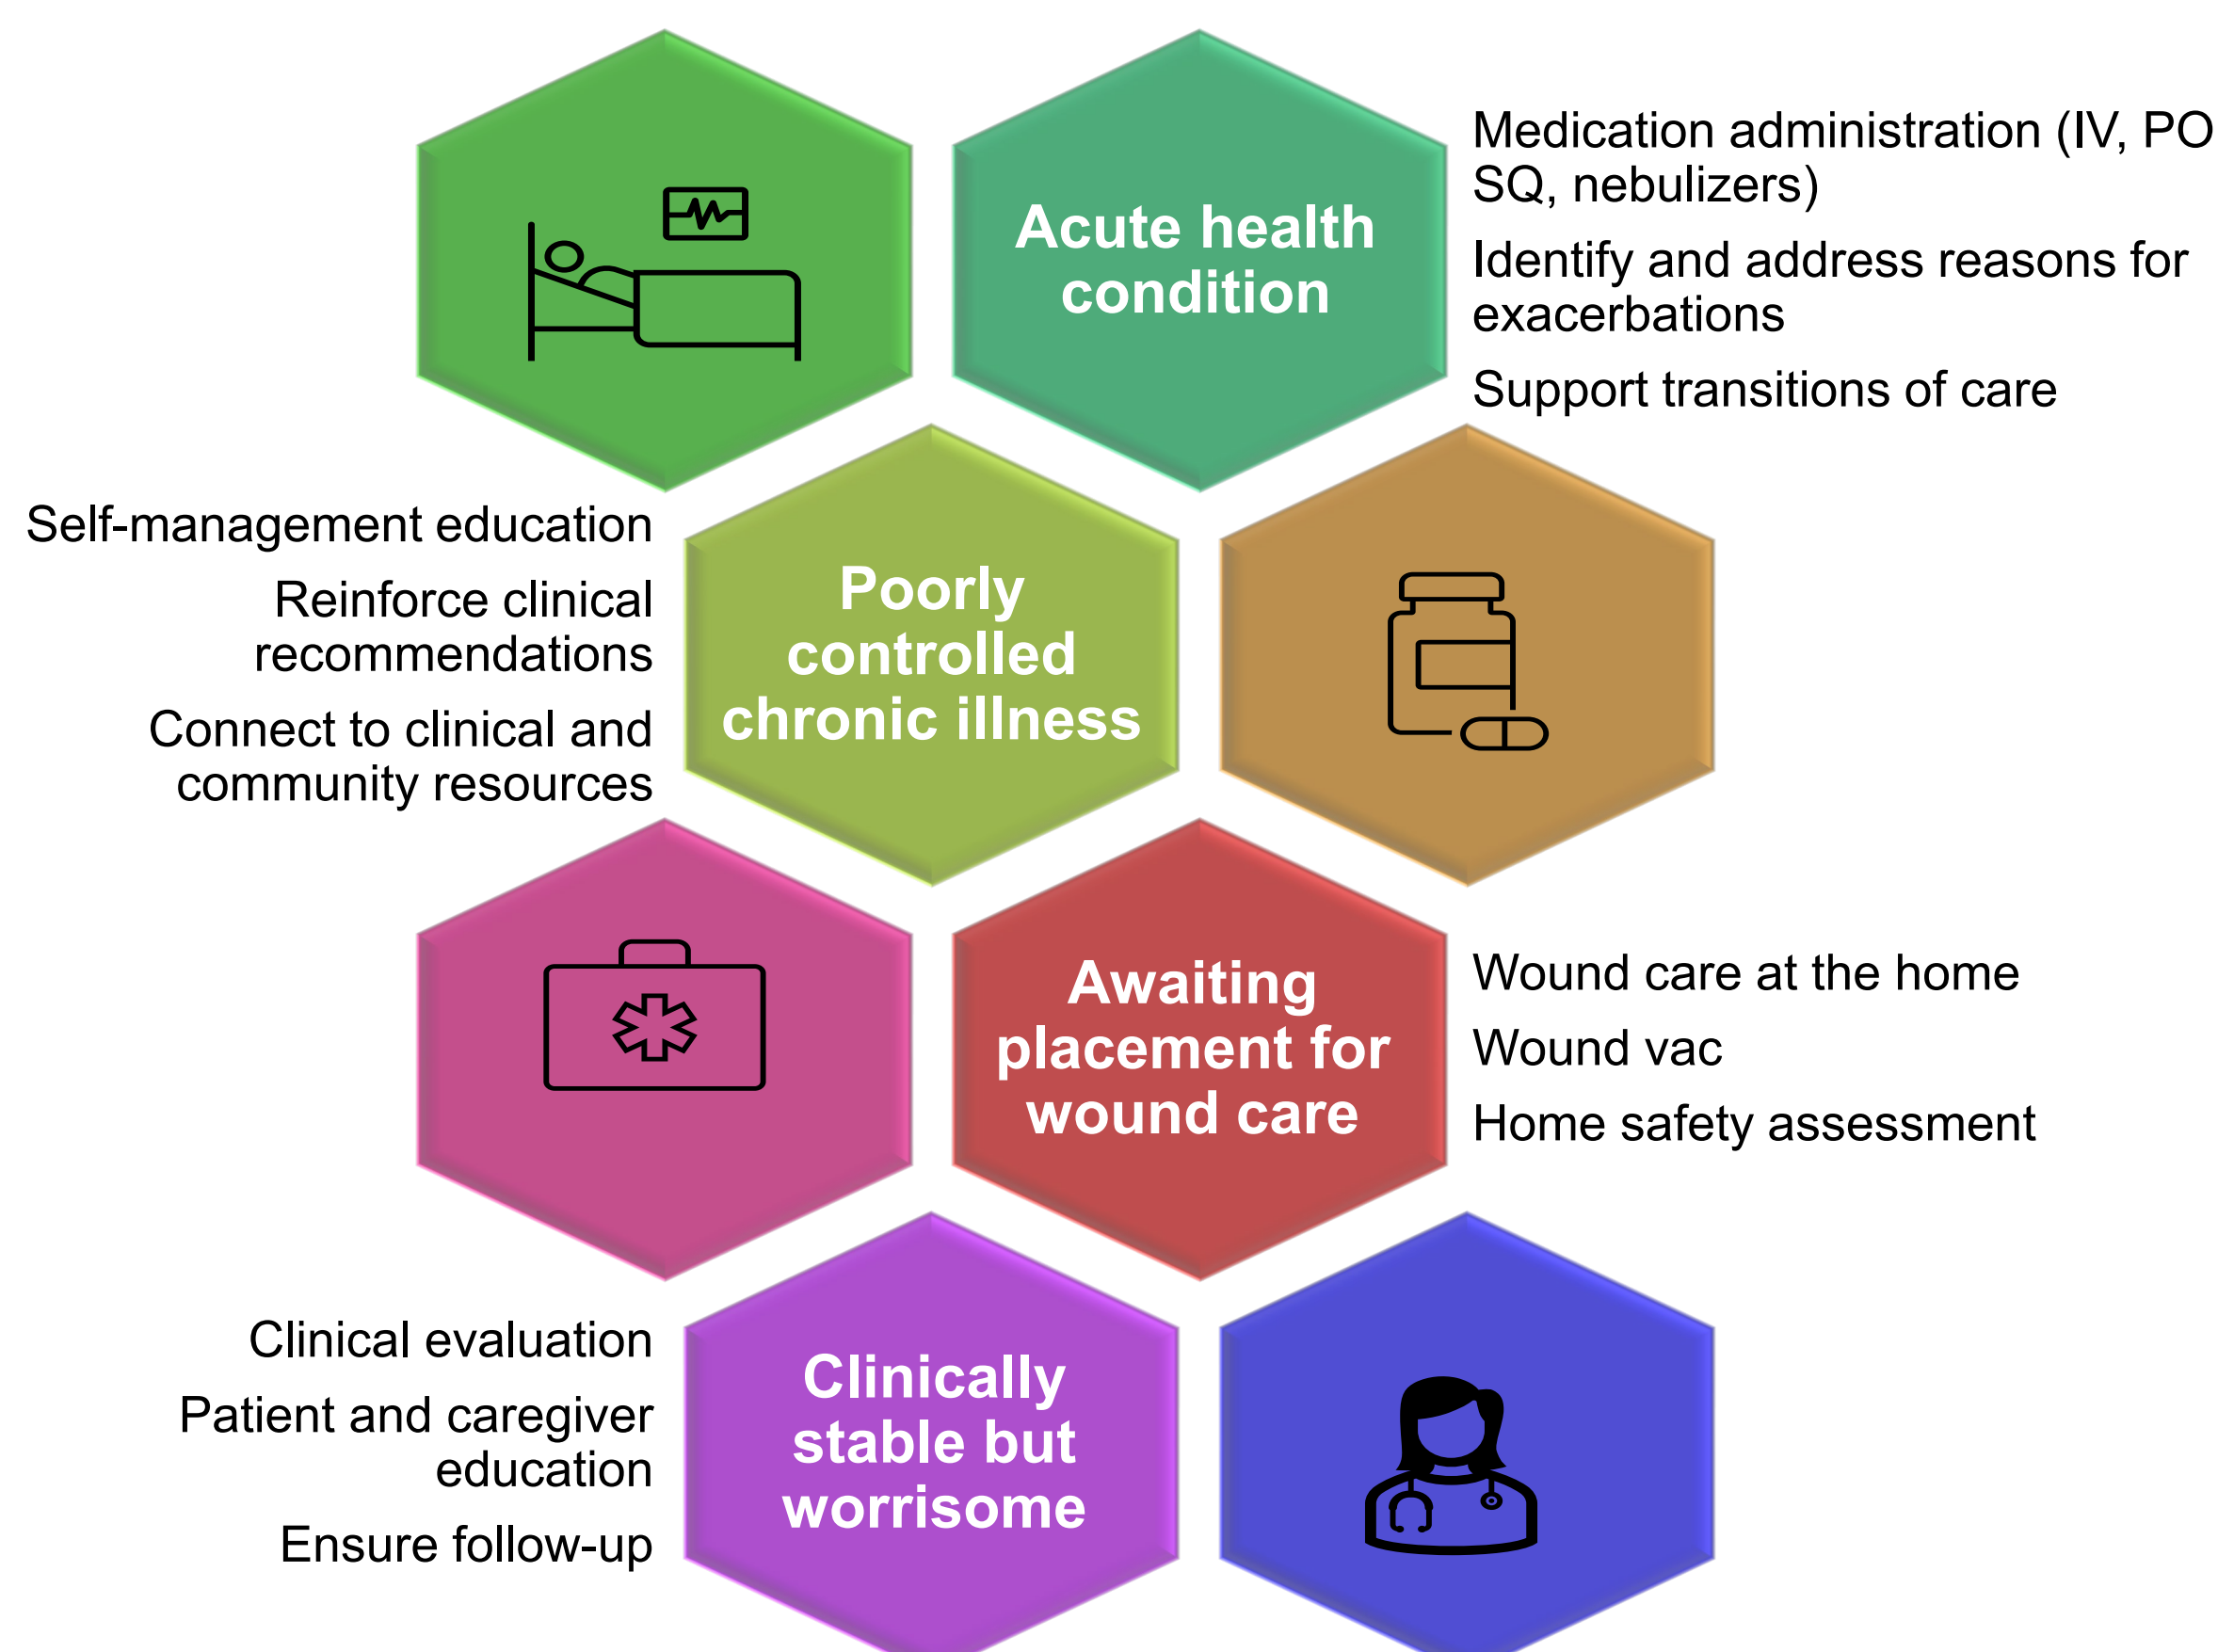 Acute health
condition
Medication administration (IV, PO
SQ, nebulizers)
Identify and address reasons for
exacerbations
Support transitions of care
Self-management education
Reinforce clinical
recommendations
Connect to clinical and
community resources
Poorly
controlled
chronic illness
Awaiting
placement for
wound care
Wound care at the home
Wound vac
Home safety assessment
Clinical evaluation
Patient and caregiver
education
Ensure follow-up
Clinically
stable but
worrisome